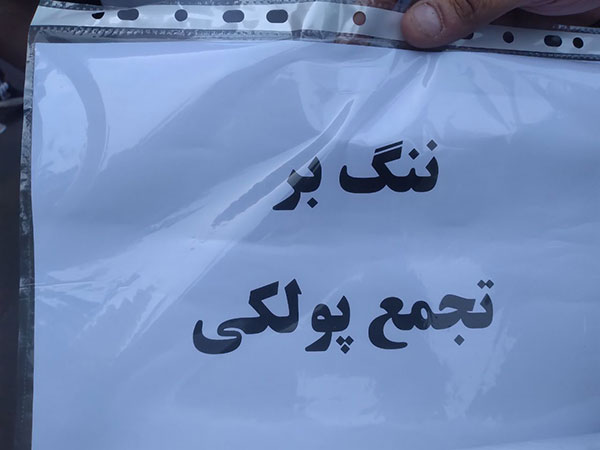 ننگ بر
تجمع پولکی